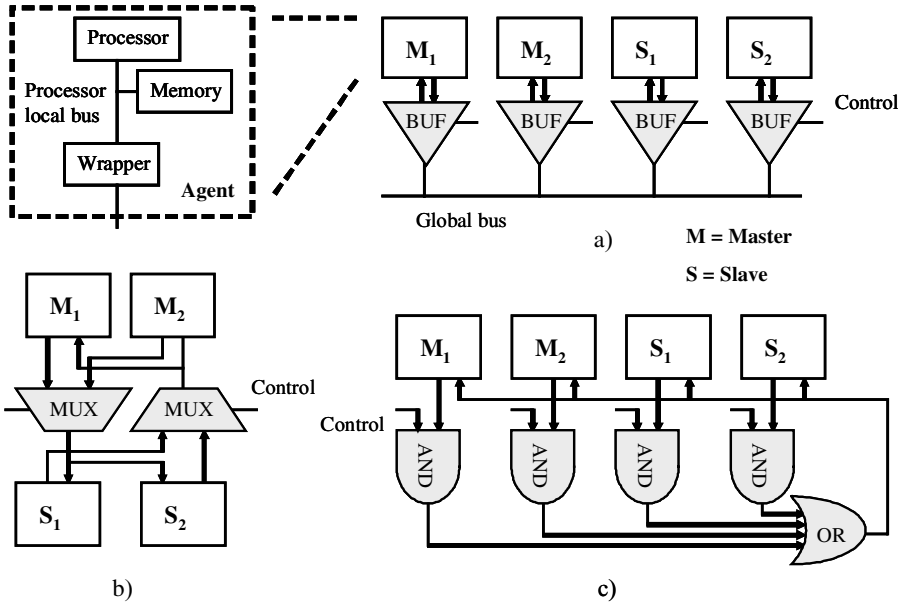 Processor
Processor
local bus
Memory
Wrapper
Agent
M1
M2
S1
S2
BUF
BUF
BUF
BUF
Control
Global bus
a)
M = Master
S = Slave
M1
M2
MUX
MUX
Control
S1
S2
b)
M1
M2
S1
S2
Control
AND
AND
AND
AND
OR
c)